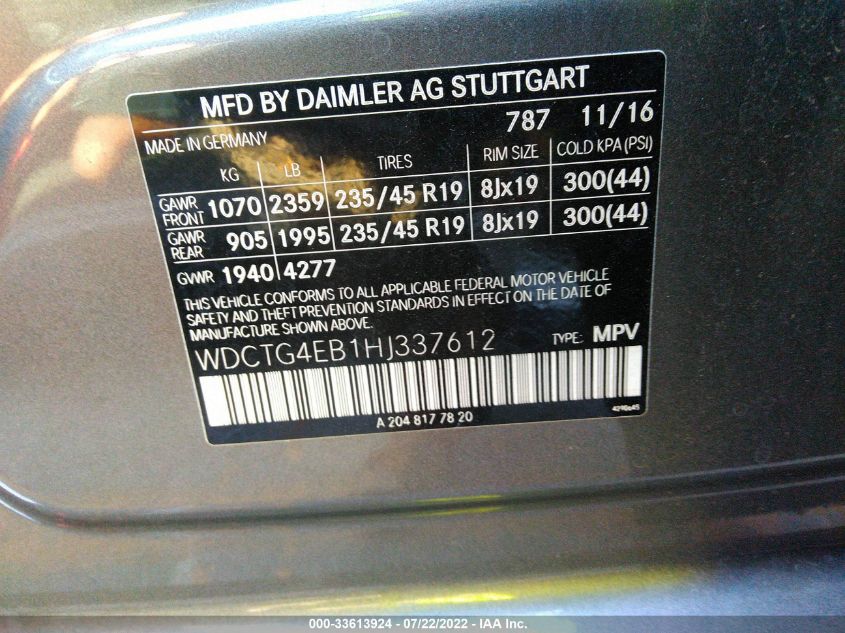 MFD BY DAIMLER AG STUTTGART
787 11/16
MADE IN GERMANY
KG LB TIRES RIM SIZE COLD KPA (PSI)
GAWR FRONT 1070 2359 235/45 R19 8Jx19 300(44)
GAWR REAR 905 1995 235/45 R19 8Jx19 300(44)
GVWR 1940 4277
THIS VEHICLE CONFORMS TO ALL APPLICABLE FEDERAL MOTOR VEHICLE
SAFETY AND THEFT PREVENTION STANDARDS IN EFFECT ON THE DATE OF
MANUFACTURE SHOWN ABOVE.
WDCTG4EB1HJ337612 TYPE: MPV
A 204 817 78 20
000-33613924 - 07/22/2022 - IAA Inc.